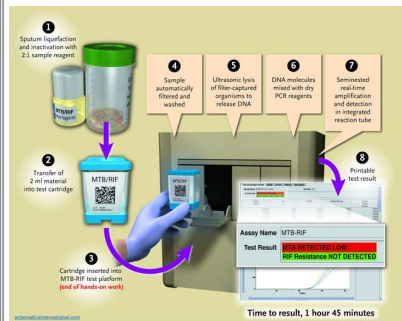 1
Sputum liquefaction
and inactivation with
2:1 sample reagent
MTB/RIF
2
Transfer of
2 ml material
into test cartridge
MTB/RIF
3
Cartridge inserted into
MTB-RIF test platform
(end of hands-on work)
4
Sample
automatically
filtered and
washed
5
Ultrasonic lysis
of filter-captured
organisms to
release DNA
6
DNA molecules
mixed with dry
PCR reagents
7
Seminested
real-time
amplification
and detection
in integrated
reaction tube
MTB/RIF
8
Printable
test result
Assay Name MTB-RIF
Test Result MTB DETECTED LOW;
RIF Resistance NOT DETECTED
Time to result, 1 hour 45 minutes
actamedicainternational.com